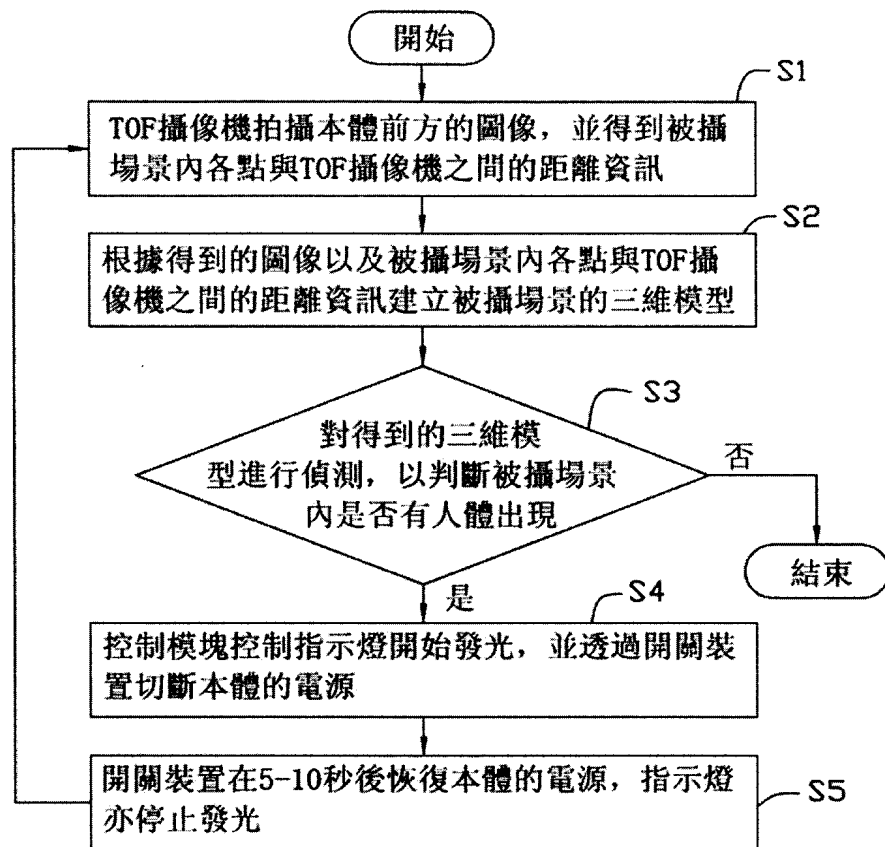 開始
S1
TOF攝像機拍攝本體前方的圖像，並得到被攝
場景內各點與TOF攝像機之間的距離資訊
S2
根據得到的圖像以及被攝場景內各點與TOF攝
像機之間的距離資訊建立被攝場景的三維模型
S3
對得到的三維模
型進行偵測，以判斷被攝場景
內是否有人體出現
否
結束
是
S4
控制模塊控制指示燈開始發光，並透過開關裝
置切斷本體的電源
開關裝置在5-10秒後恢復本體的電源，指示燈
亦停止發光
S5